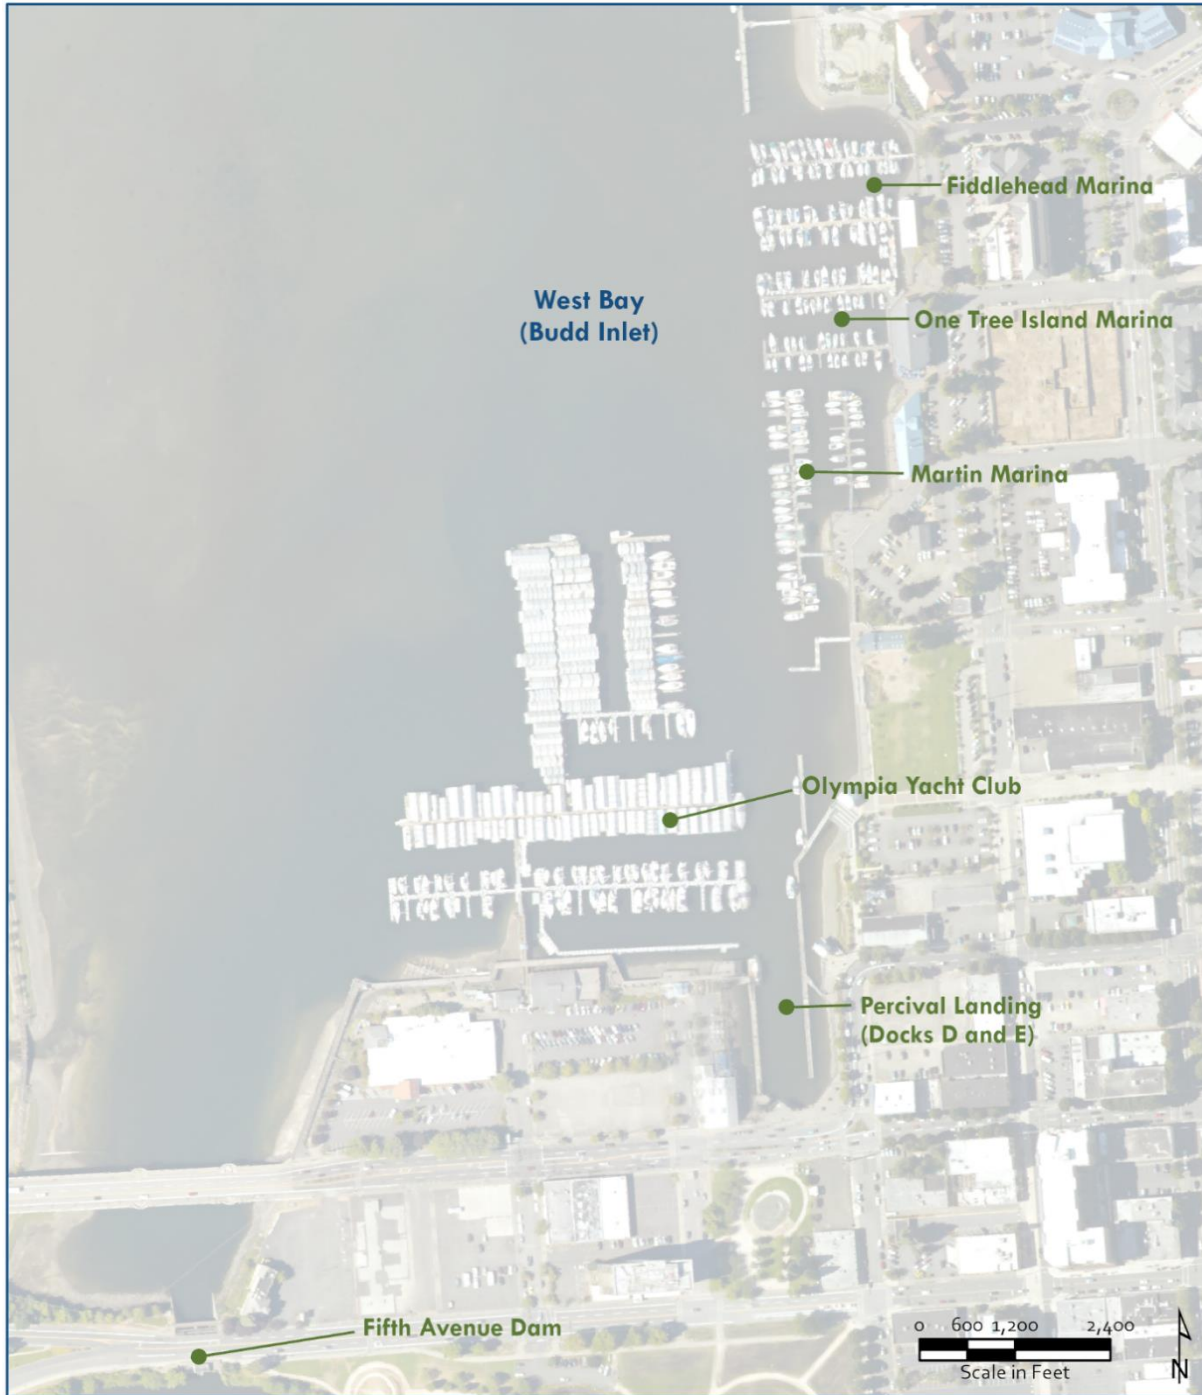 Fiddlehead Marina
West Bay
(Budd Inlet)
One Tree Island Marina
Martin Marina
Olympia Yacht Club
Percival Landing
(Docks D and E)
Fifth Avenue Dam
0 600 1,200 2,400
Scale in Feet
N